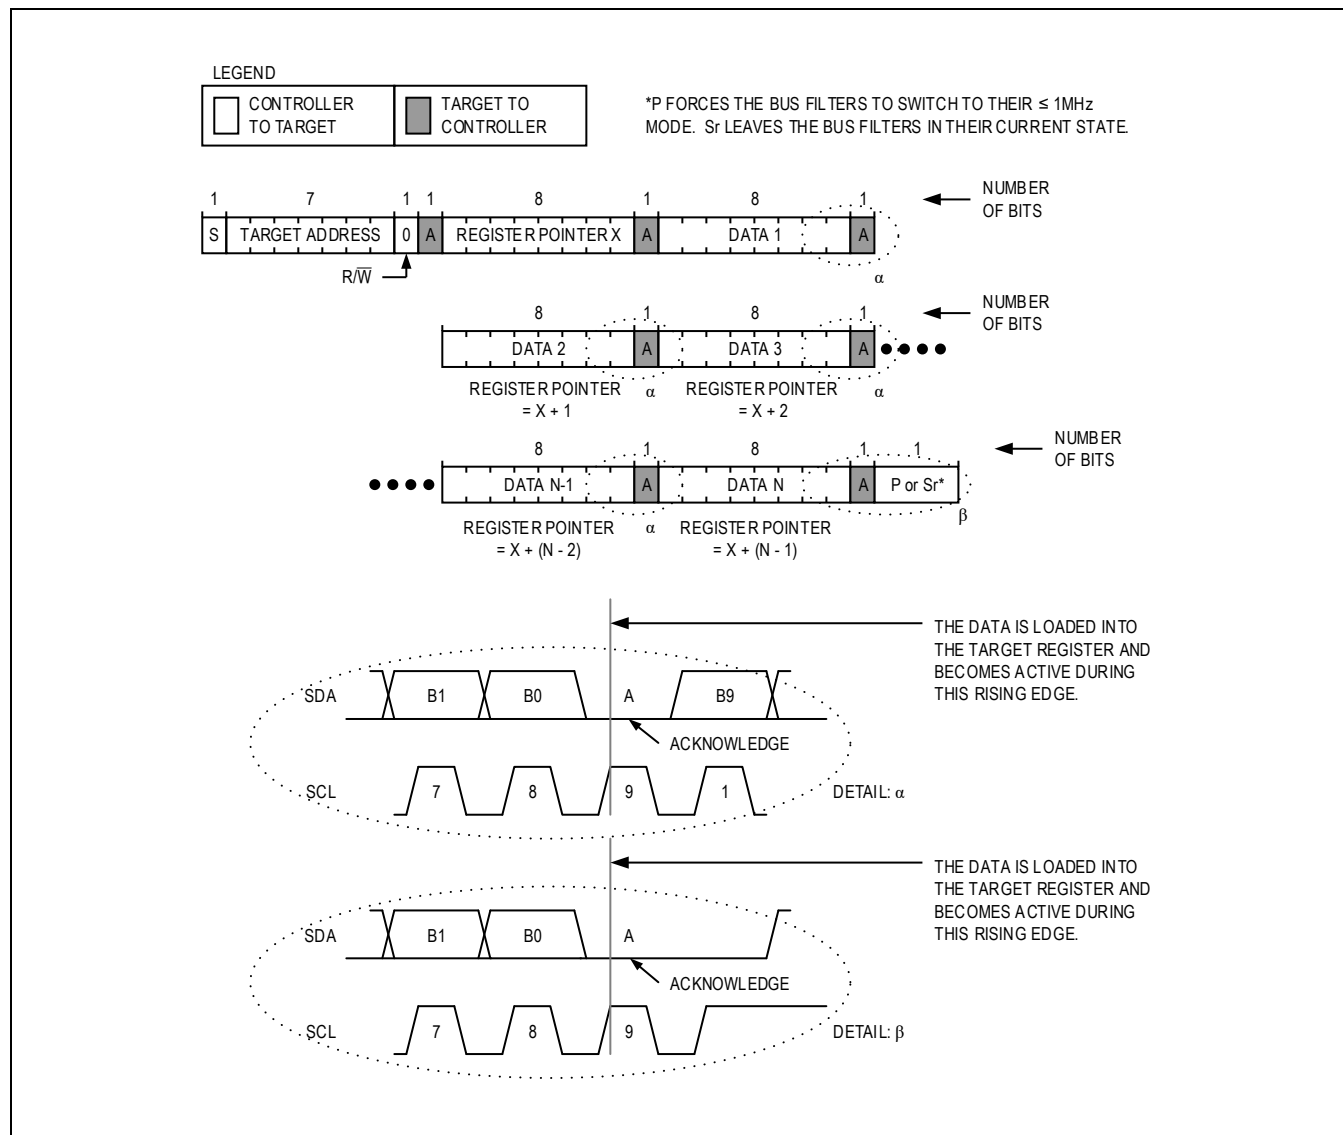 LEGEND
CONTROLLER
TO TARGET
TARGET TO
CONTROLLER
*P FORCES THE BUS FILTERS TO SWITCH TO THEIR ≤ 1MHz
MODE. Sr LEAVES THE BUS FILTERS IN THEIR CURRENT STATE.
1 7 1 1 8 1 8 1
NUMBER
OF BITS
S TARGET ADDRESS 0 A REGISTER POINTER X A DATA 1 A
R/W̅
α
8 1 8 1
NUMBER
OF BITS
DATA 2 A DATA 3 A
REGISTER POINTER
= X + 1
α
REGISTER POINTER
= X + 2
α
8 1 8 1 1
NUMBER
OF BITS
DATA N-1 A DATA N A P or Sr*
β
REGISTER POINTER
= X + (N - 2)
α
REGISTER POINTER
= X + (N - 1)
THE DATA IS LOADED INTO
THE TARGET REGISTER AND
BECOMES ACTIVE DURING
THIS RISING EDGE.
SDA B1 B0 A B9
ACKNOWLEDGE
SCL 7 8 9 1
DETAIL: α
THE DATA IS LOADED INTO
THE TARGET REGISTER AND
BECOMES ACTIVE DURING
THIS RISING EDGE.
SDA B1 B0 A
ACKNOWLEDGE
SCL 7 8 9
DETAIL: β